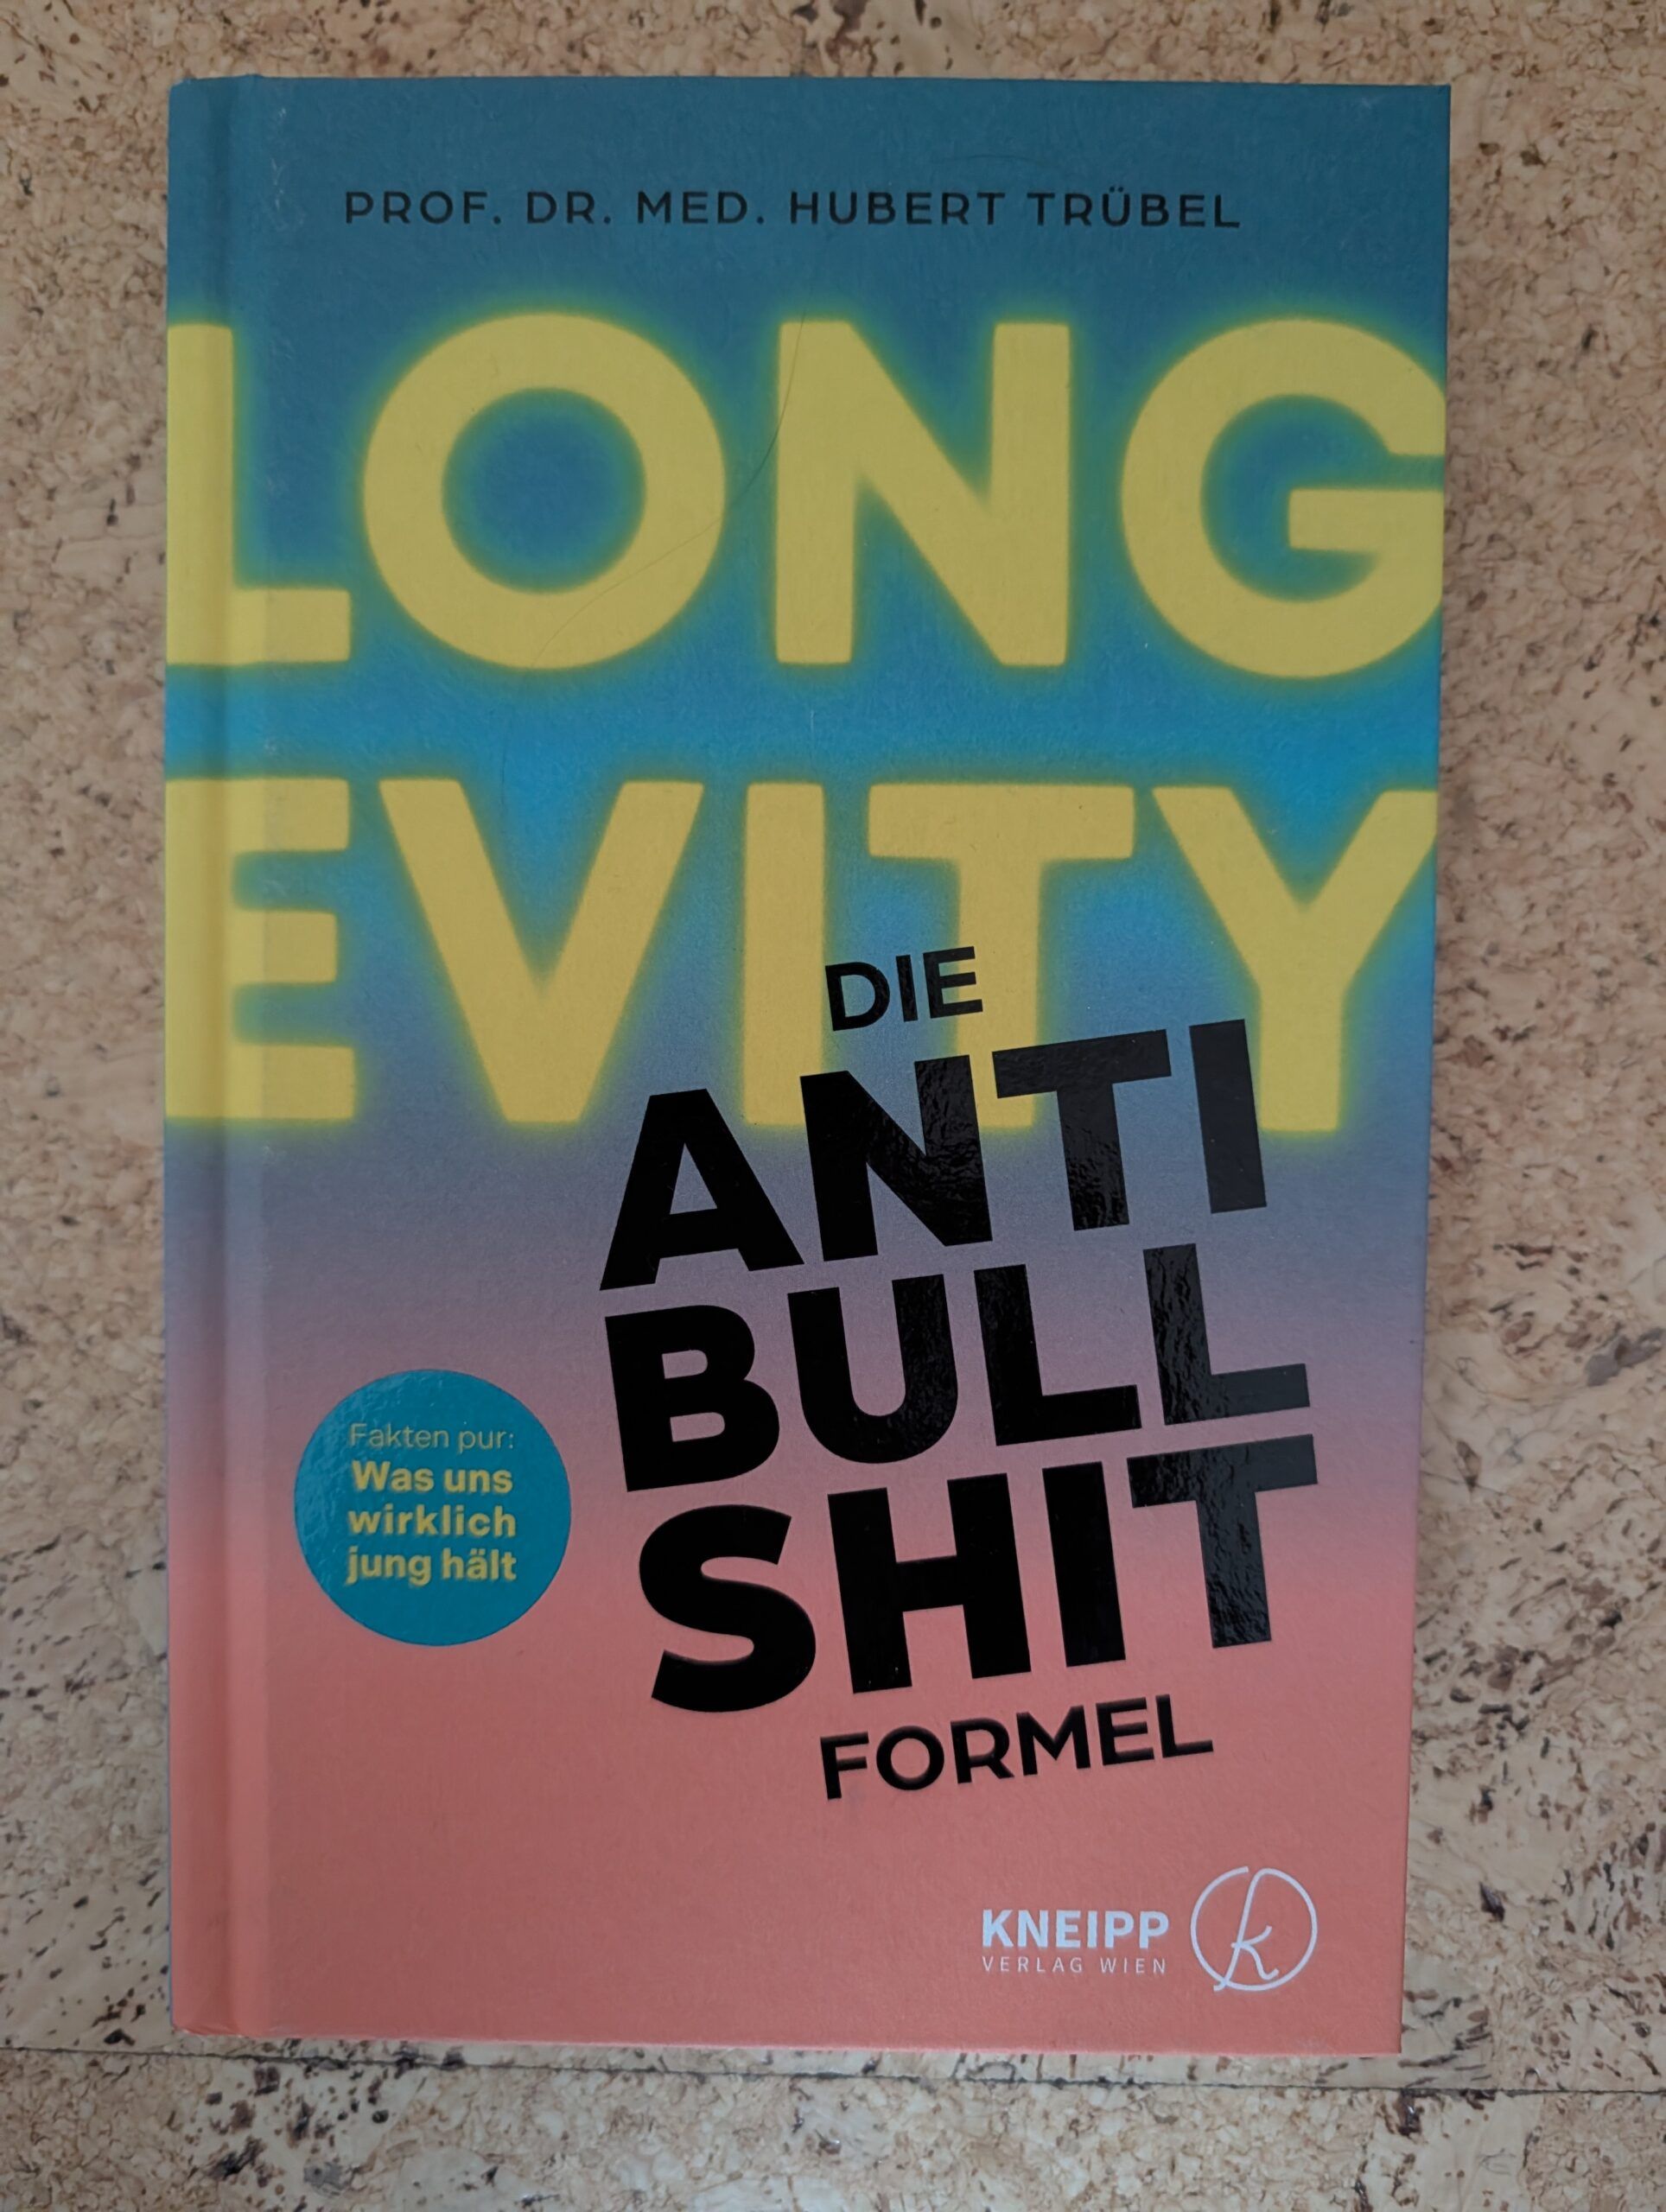 PROF. DR. MED. HUBERT TRÜBEL
LONG
EVITY
DIE
ANTI
BULL
SHIT
FORMEL
Fakten pur:
Was uns
wirklich
jung hält
KNEIPP
VERLAG WIEN
k